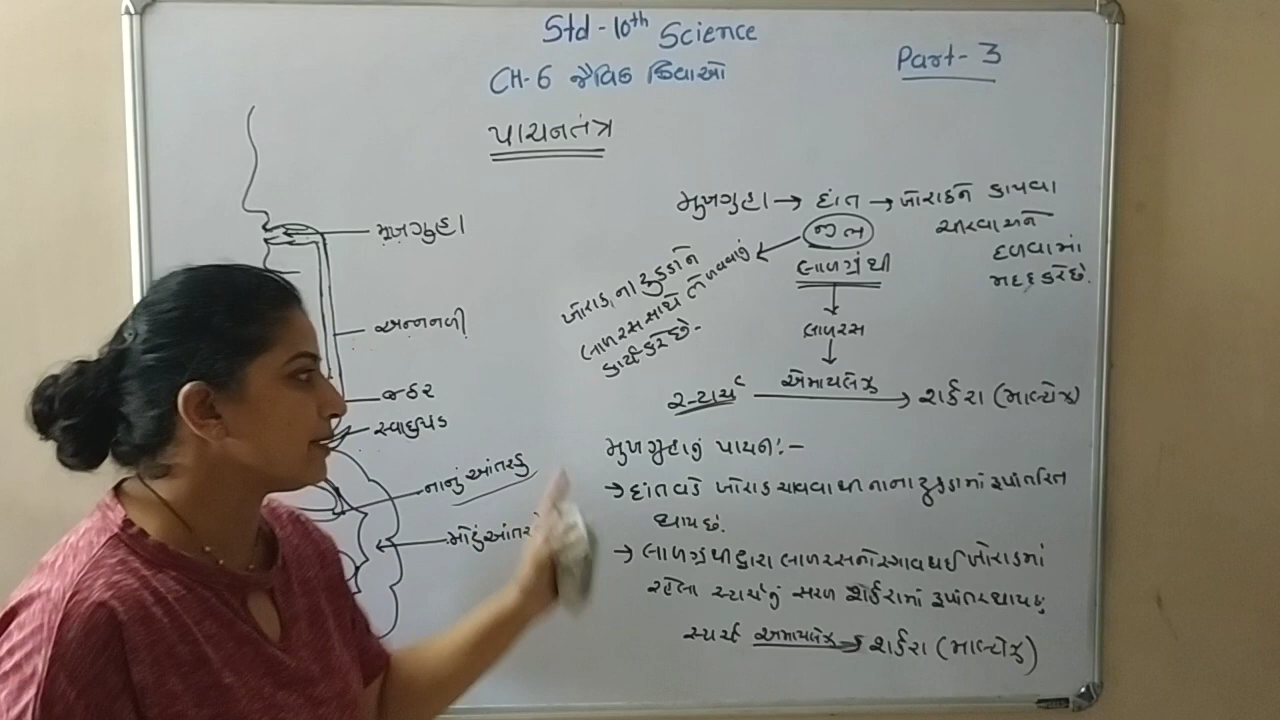 Std - 10th Science
CH-6 જૈવિક ક્રિયાઓ
Part - 3
પાચનતંત્ર
મુખગુહા
અન્નનળી
જઠર
સ્વાદુપિંડ
નાનું આંતરડુ
મોટું આંતર
મુખગુહા → દાંત → ખોરાકને કાપવા
ચાવવા અને
દળવામાં
મદદ કરે છે.
જીભ
ખોરાકના ટુકડાને
લાળરસ સાથે ભેળવવાનું
કાર્ય કરે છે-
લાળગ્રંથી
↓
લાળરસ
↓
સ્ટાર્ચ એમાયલેઝ → શર્કરા (માલ્ટોઝ)
મુખગુહાનું પાચન :-
→ દાંત વડે ખોરાક ચાવવાથી નાના ટુકડામાં રૂપાંતરિત
થાય છે.
→ લાળગ્રંથી દ્વારા લાળરસનો સ્ત્રાવ થઈ ખોરાકમાં
રહેલા સ્ટાર્ચનું સરળ શર્કરામાં રૂપાંતર થાય છે
સ્ટાર્ચ એમાયલેઝ → શર્કરા (માલ્ટોઝ)